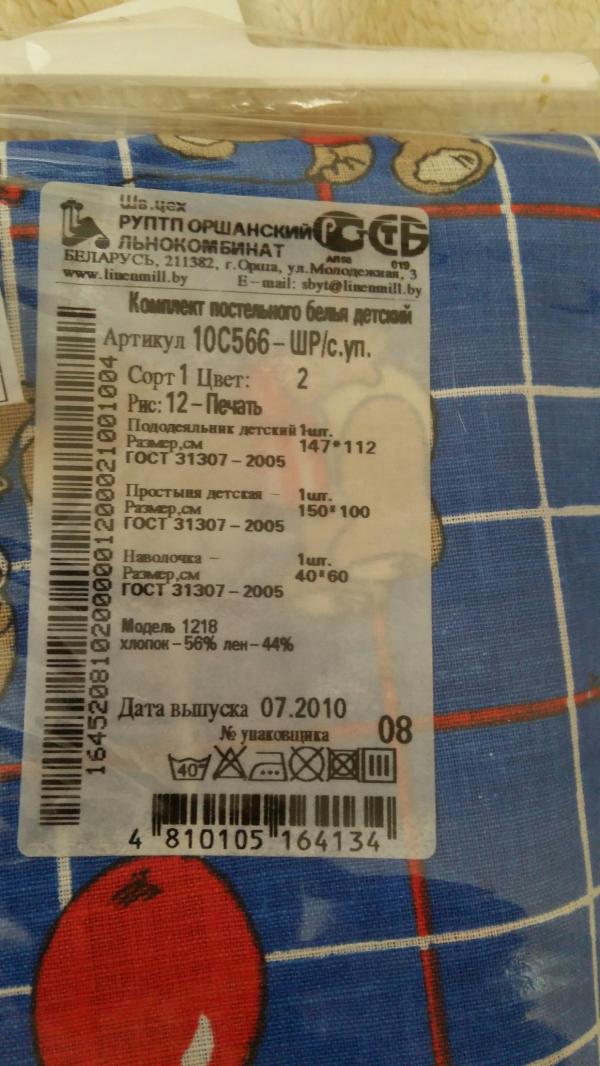 Шв.цех
РУПТП ОРШАНСКИЙ
ЛЬНОКОМБИНАТ
БЕЛАРУСЬ, 211382, г.Орша, ул.Молодежная, 3
www.linenmill.by E-mail: sbyt@linenmill.by
РСТ АЛ88
СТБ 019
Комплект постельного белья детский
Артикул 10С566-ШР/с.уп.
Сорт 1 Цвет: 2
Рис: 12-Печать
Пододеяльник детский 1шт.
Размер,см 147*112
ГОСТ 31307-2005
Простыня детская - 1шт.
Размер,см 150*100
ГОСТ 31307-2005
Наволочка - 1шт.
Размер,см 40*60
ГОСТ 31307-2005
Модель 1218
хлопок-56% лен-44%
Дата выпуска 07.2010
№ упаковщика 08
40°
4 810105 164134